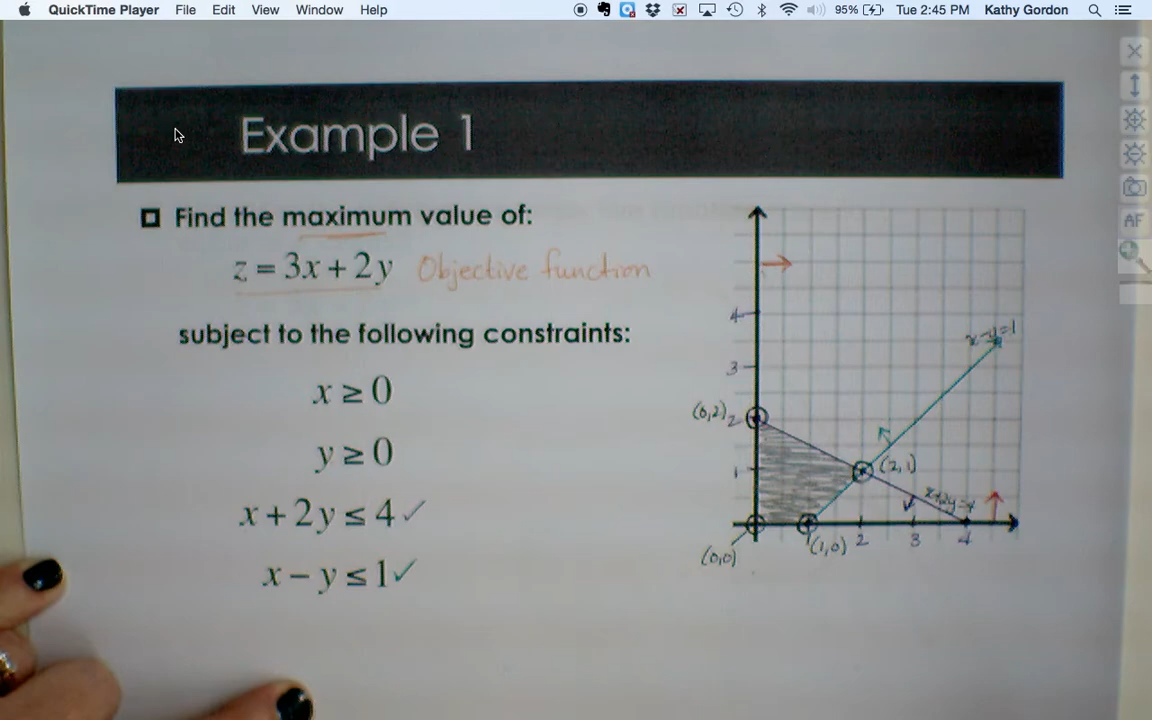 QuickTime Player File Edit View Window Help 95% Tue 2:45 PM Kathy Gordon
AF
Example 1
Find the maximum value of:
z = 3x + 2y Objective function
subject to the following constraints:
x ≥ 0
y ≥ 0
x + 2y ≤ 4 ✓
x − y ≤ 1 ✓
4
x-y=1
3
(0,2) 2
1
(2,1)
(1,0) 2 3 4
(0,0)